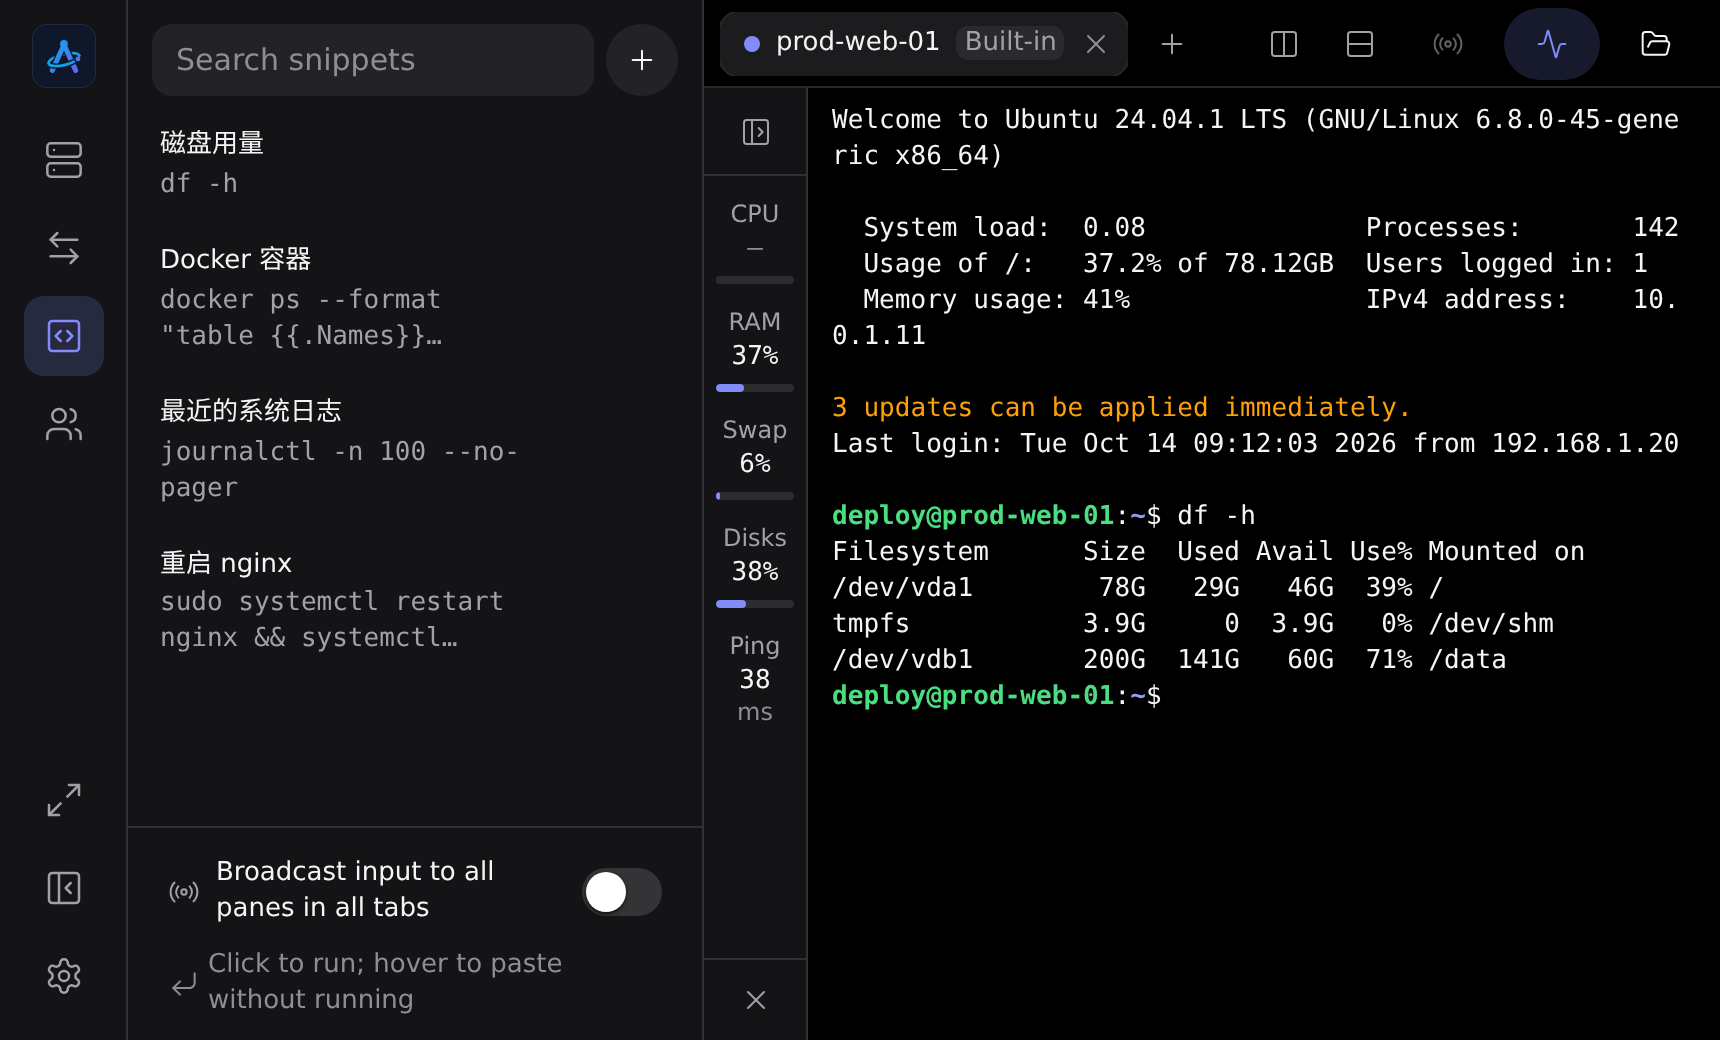 Search snippets
磁盘用量
df -h
Docker 容器
docker ps --format
"table {{.Names}}…
最近的系统日志
journalctl -n 100 --no-
pager
重启 nginx
sudo systemctl restart
nginx && systemctl…
Broadcast input to all
panes in all tabs
Click to run; hover to paste
without running
prod-web-01 Built-in
CPU
—
RAM
37%
Swap
6%
Disks
38%
Ping
38
ms
Welcome to Ubuntu 24.04.1 LTS (GNU/Linux 6.8.0-45-gene
ric x86_64)
System load: 0.08 Processes: 142
Usage of /: 37.2% of 78.12GB Users logged in: 1
Memory usage: 41% IPv4 address: 10.
0.1.11
3 updates can be applied immediately.
Last login: Tue Oct 14 09:12:03 2026 from 192.168.1.20
deploy@prod-web-01:~$ df -h
Filesystem Size Used Avail Use% Mounted on
/dev/vda1 78G 29G 46G 39% /
tmpfs 3.9G 0 3.9G 0% /dev/shm
/dev/vdb1 200G 141G 60G 71% /data
deploy@prod-web-01:~$